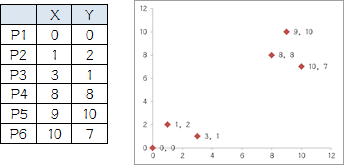 X Y
P1 0 0
P2 1 2
P3 3 1
P4 8 8
P5 9 10
P6 10 7
12
10
8
6
4
2
0
0 2 4 6 8 10 12
9, 10
8, 8
10, 7
1, 2
3, 1
0, 0